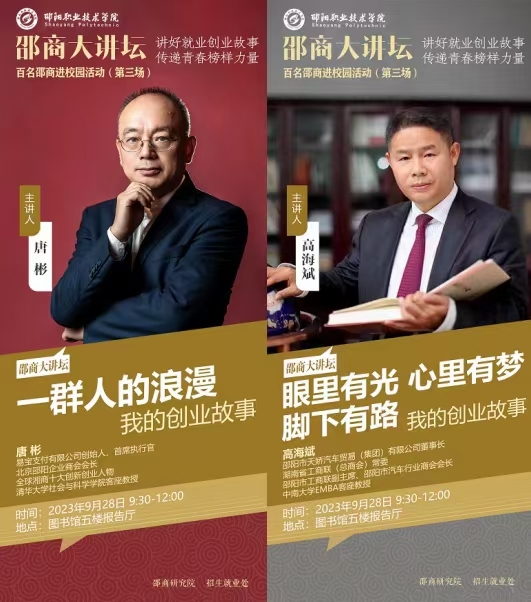 邵阳职业技术学院
Shaoyang Polytechnic
邵商大讲坛
讲好就业创业故事
传递青春榜样力量
百名邵商进校园活动（第三场）
主讲人
唐彬
邵商大讲坛
一群人的浪漫
我的创业故事
唐 彬
易宝支付有限公司创始人、首席执行官
北京邵阳企业商会会长
全球湘商十大创新创业人物
清华大学社会与科学学院客座教授
时间：2023年9月28日 9:30-12:00
地点：图书馆五楼报告厅
邵商研究院 招生就业处
邵阳职业技术学院
Shaoyang Polytechnic
邵商大讲坛
讲好就业创业故事
传递青春榜样力量
百名邵商进校园活动（第三场）
主讲人
高海斌
邵商大讲坛
眼里有光 心里有梦
脚下有路 我的创业故事
高海斌
邵阳市天娇汽车贸易（集团）有限公司董事长
湖南省工商联（总商会）常委
邵阳市工商联副主席、邵阳市汽车行业商会会长
中南大学EMBA客座教授
时间：2023年9月28日 9:30-12:00
地点：图书馆五楼报告厅
邵商研究院 招生就业处